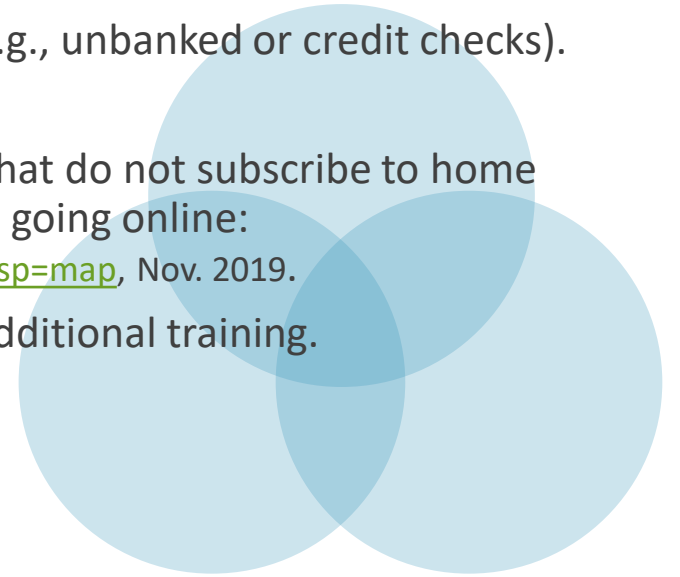 .g., unbanked or credit checks).
hat do not subscribe to home
going online:
sp=map, Nov. 2019.
dditional training.